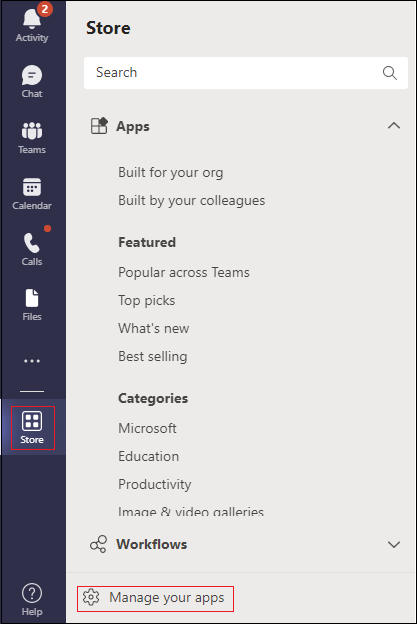 2
Activity
Chat
Teams
Calendar
Calls
Files
...
Store
Help
Store
Search
Apps
Built for your org
Built by your colleagues
Featured
Popular across Teams
Top picks
What's new
Best selling
Categories
Microsoft
Education
Productivity
Image & video galleries
Workflows
Manage your apps